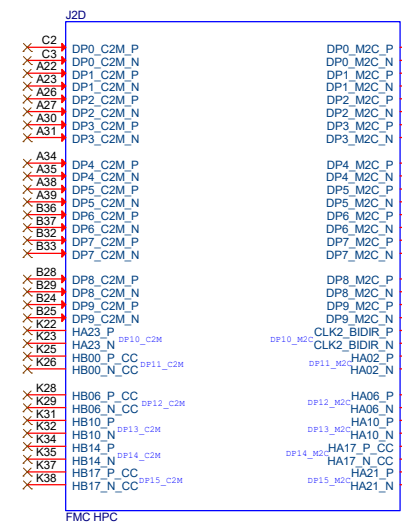 J2D
C2 DP0_C2M_P DP0_M2C_P
C3 DP0_C2M_N DP0_M2C_N
A22 DP1_C2M_P DP1_M2C_P
A23 DP1_C2M_N DP1_M2C_N
A26 DP2_C2M_P DP2_M2C_P
A27 DP2_C2M_N DP2_M2C_N
A30 DP3_C2M_P DP3_M2C_P
A31 DP3_C2M_N DP3_M2C_N
A34 DP4_C2M_P DP4_M2C_P
A35 DP4_C2M_N DP4_M2C_N
A38 DP5_C2M_P DP5_M2C_P
A39 DP5_C2M_N DP5_M2C_N
B36 DP6_C2M_P DP6_M2C_P
B37 DP6_C2M_N DP6_M2C_N
B32 DP7_C2M_P DP7_M2C_P
B33 DP7_C2M_N DP7_M2C_N
B28 DP8_C2M_P DP8_M2C_P
B29 DP8_C2M_N DP8_M2C_N
B24 DP9_C2M_P DP9_M2C_P
B25 DP9_C2M_N DP9_M2C_N
K22 HA23_P CLK2_BIDIR_P
DP10_C2M DP10_M2C
K23 HA23_N CLK2_BIDIR_N
K25 HB00_P_CC HA02_P
DP11_C2M DP11_M2C
K26 HB00_N_CC HA02_N
K28 HB06_P_CC HA06_P
DP12_C2M DP12_M2C
K29 HB06_N_CC HA06_N
K31 HB10_P HA10_P
DP13_C2M DP13_M2C
K32 HB10_N HA10_N
K34 HB14_P HA17_P_CC
DP14_C2M DP14_M2C
K35 HB14_N HA17_N_CC
K37 HB17_P_CC HA21_P
DP15_C2M DP15_M2C
K38 HB17_N_CC HA21_N
FMC HPC